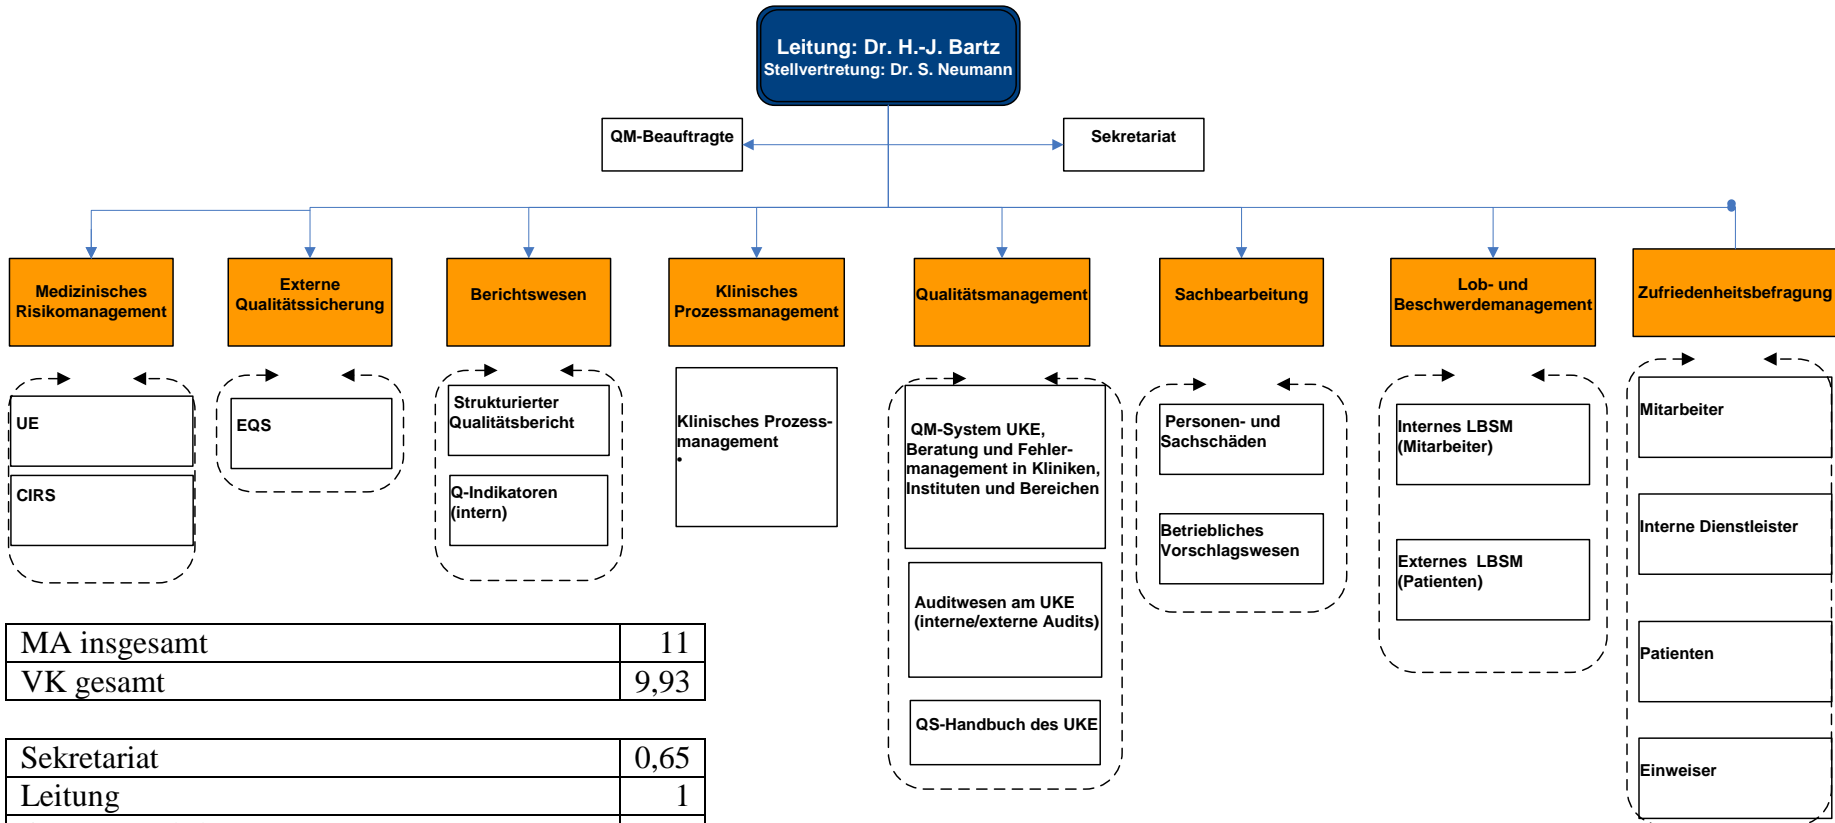 Leitung: Dr. H.-J. Bartz
Stellvertretung: Dr. S. Neumann
QM-Beauftragte
Sekretariat
Medizinisches
Risikomanagement
Externe
Qualitätssicherung
Berichtswesen
Klinisches
Prozessmanagement
Qualitätsmanagement
Sachbearbeitung
Lob- und
Beschwerdemanagement
Zufriedenheitsbefragung
UE
CIRS
EQS
Strukturierter
Qualitätsbericht
Q-Indikatoren
(intern)
Klinisches Prozess-
management
•
QM-System UKE,
Beratung und Fehler-
management in Kliniken,
Instituten und Bereichen
Auditwesen am UKE
(interne/externe Audits)
QS-Handbuch des UKE
Personen- und
Sachschäden
Betriebliches
Vorschlagswesen
Internes LBSM
(Mitarbeiter)
Externes LBSM
(Patienten)
Mitarbeiter
Interne Dienstleister
Patienten
Einweiser
MA insgesamt 11
VK gesamt 9,93
Sekretariat 0,65
Leitung 1